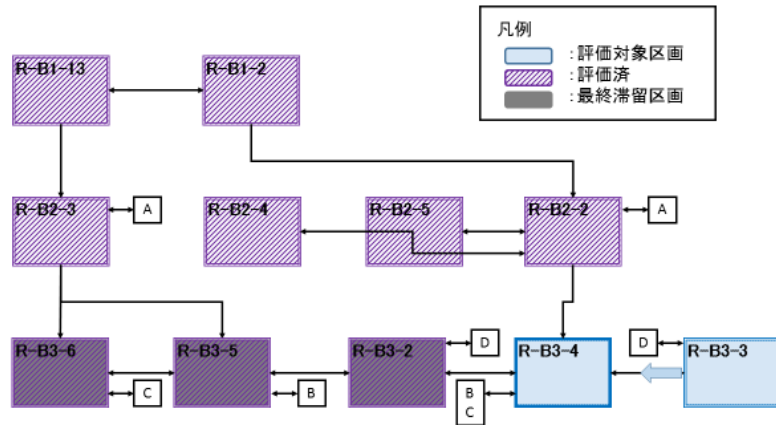 凡例
：評価対象区画
：評価済
：最終滞留区画
R-B1-13
R-B1-2
R-B2-3
A
R-B2-4
R-B2-5
R-B2-2
A
R-B3-6
C
R-B3-5
B
R-B3-2
D
B
C
R-B3-4
D
R-B3-3